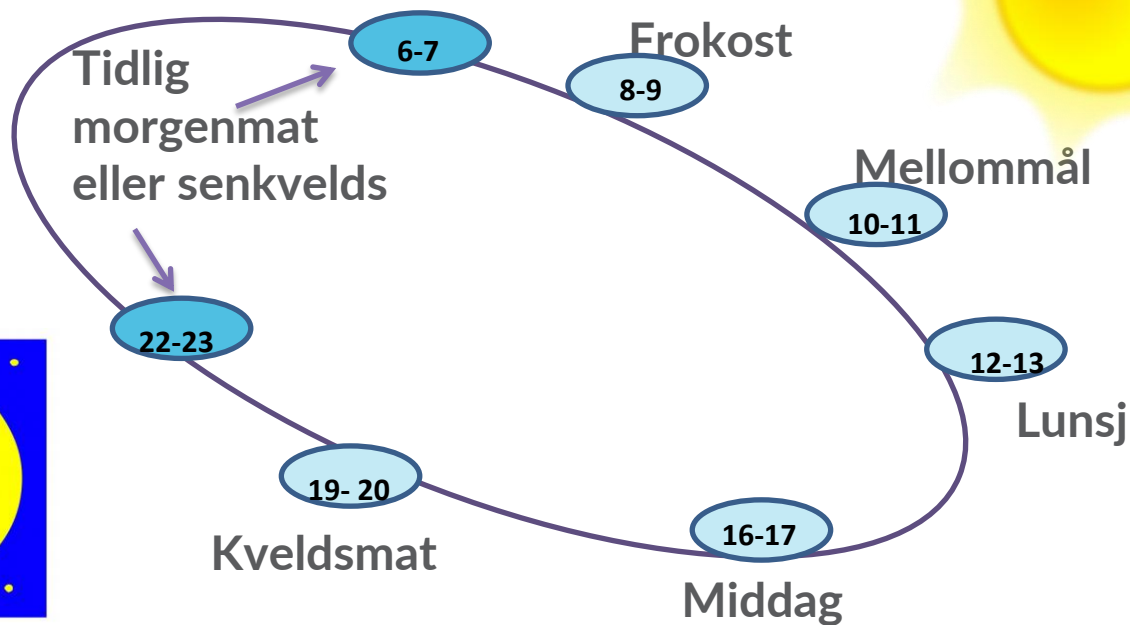 Tidlig
morgenmat
eller senkvelds
6-7
Frokost
8-9
Mellommål
10-11
12-13
Lunsj
16-17
Middag
19- 20
Kveldsmat
22-23